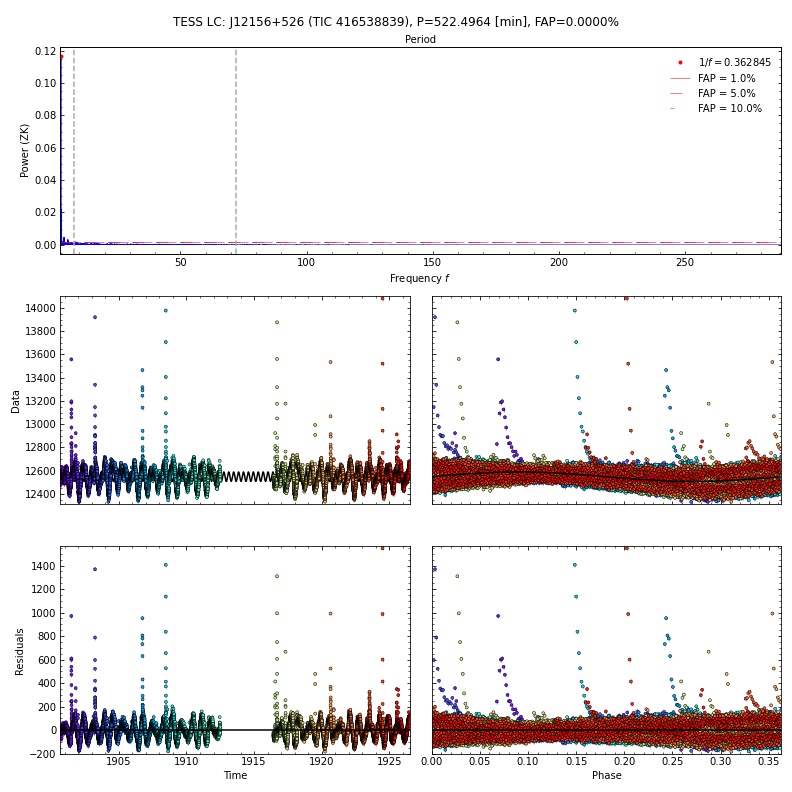 TESS LC: J12156+526 (TIC 416538839), P=522.4964 [min], FAP=0.0000%
Period
0.12
0.10
0.08
0.06
0.04
0.02
0.00
Power (ZK)
1/f = 0.362845
FAP = 1.0%
FAP = 5.0%
FAP = 10.0%
50 100 150 200 250
Frequency f
14000
13800
13600
13400
13200
13000
12800
12600
12400
Data
1400
1200
1000
800
600
400
200
0
−200
Residuals
1905 1910 1915 1920 1925
Time
0.00 0.05 0.10 0.15 0.20 0.25 0.30 0.35
Phase